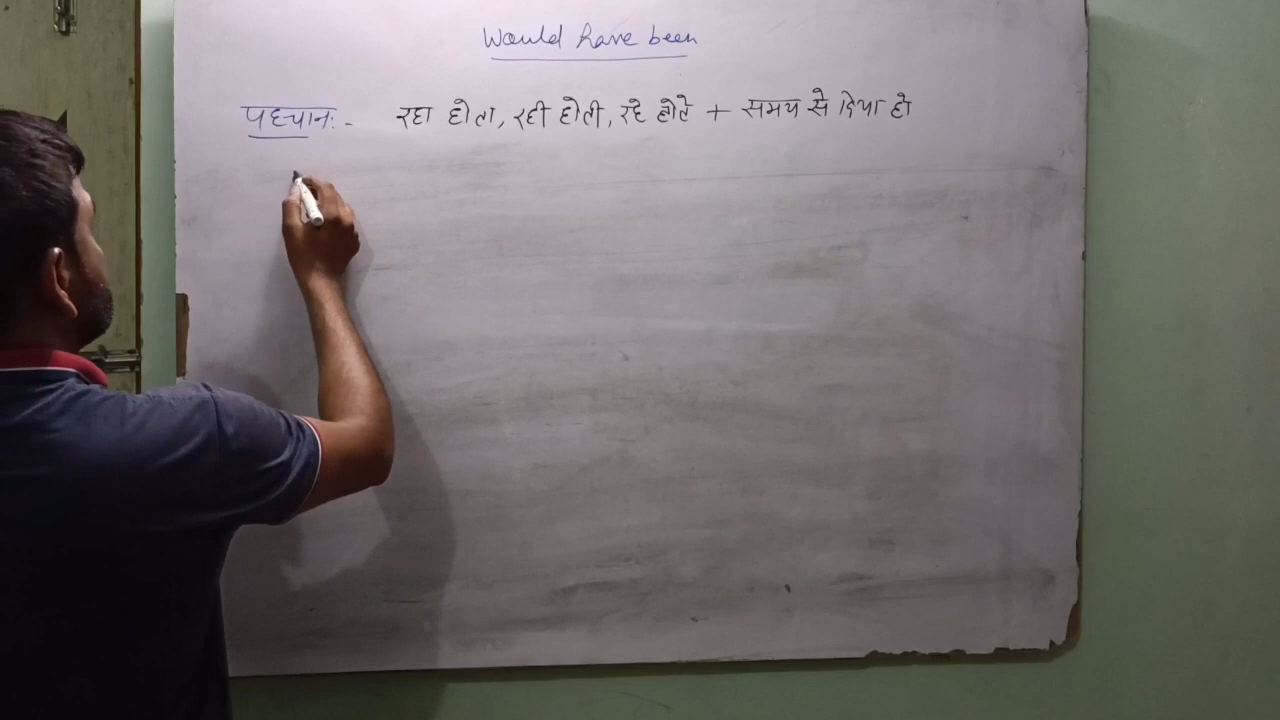 Would have been
पहचान:- रहा होता, रही होती, रहे होते + समय से दिया हो